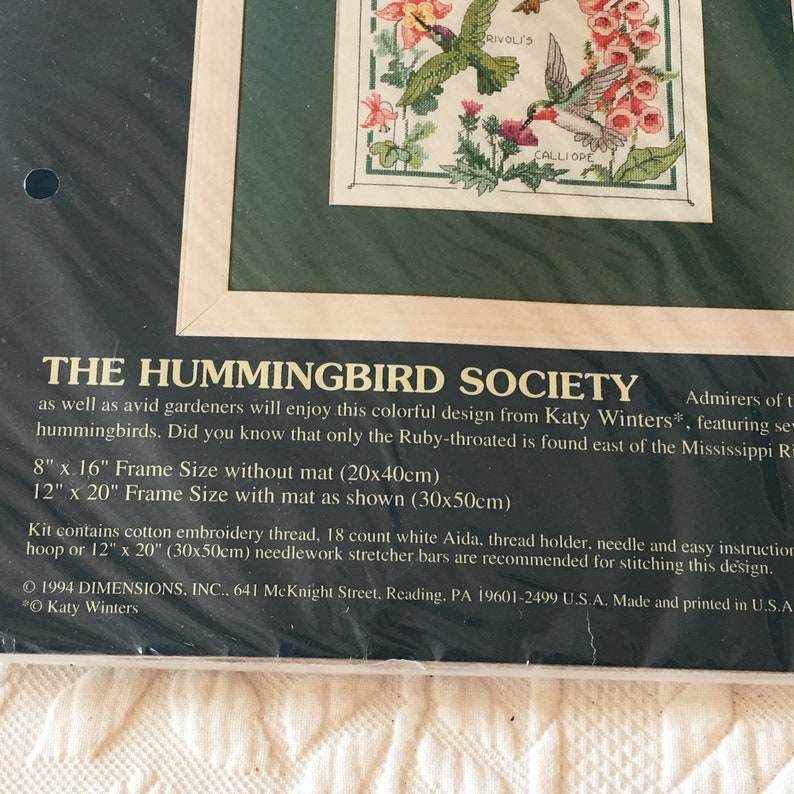 RIVOLI'S
CALLIOPE
THE HUMMINGBIRD SOCIETY Admirers of
as well as avid gardeners will enjoy this colorful design from Katy Winters*, featuring
hummingbirds. Did you know that only the Ruby-throated is found east of the Mississippi
8" x 16" Frame Size without mat (20x40cm)
12" x 20" Frame Size with mat as shown (30x50cm)
Kit contains cotton embroidery thread, 18 count white Aida, thread holder, needle and easy
hoop or 12" x 20" (30x50cm) needlework stretcher bars are recommended for stitching this design.
© 1994 DIMENSIONS, INC., 641 McKnight Street, Reading, PA 19601-2499 U.S.A. Made and printed in U.S.A.
*© Katy Winters